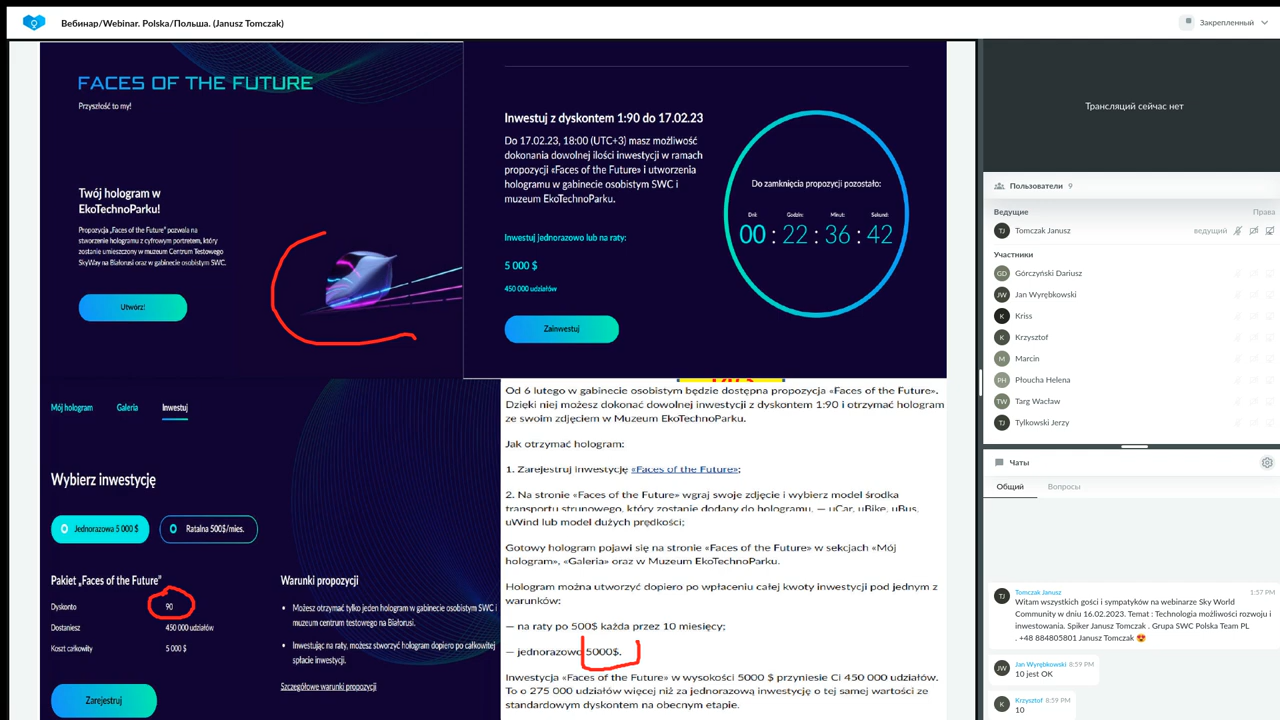 Вебинар/Webinar. Polska/Польша. (Janusz Tomczak)
Закрепленный
FACES OF THE FUTURE
Przyszłość to my!
Twój hologram w
EkoTechnoParku!
Propozycja „Faces of the Future” pozwala na
stworzenie hologramu z cyfrowym portretem, który
zostanie umieszczony w muzeum Centrum Testowego
SkyWay na Białorusi oraz w gabinecie osobistym SWC.
Utwórz!
Inwestuj z dyskontem 1:90 do 17.02.23
Do 17.02.23, 18:00 (UTC+3) masz możliwość
dokonania dowolnej ilości inwestycji w ramach
propozycji «Faces of the Future» i utworzenia
hologramu w gabinecie osobistym SWC i
muzeum EkoTechnoParku.
Inwestuj jednorazowo lub na raty:
5 000 $
450 000 udziałów
Zainwestuj
Do zamknięcia propozycji pozostało:
Dni: Godzin: Minut: Sekund:
00 : 22 : 36 : 42
Mój hologram Galeria Inwestuj
Wybierz inwestycję
Jednorazowa 5 000 $ Ratalna 500$/mies.
Pakiet „Faces of the Future”
Dyskonto 90
Dostaniesz 450 000 udziałów
Koszt całkowity 5 000 $
Zarejestruj
Warunki propozycji
• Możesz otrzymać tylko jeden hologram w gabinecie osobistym SWC i
muzeum centrum testowego na Białorusi.
• Inwestując na raty, możesz stworzyć hologram dopiero po całkowitej
spłacie inwestycji.
Szczegółowe warunki propozycji
Od 6 lutego w gabinecie osobistym będzie dostępna propozycja «Faces of the Future».
Dzięki niej możesz dokonać dowolnej inwestycji z dyskontem 1:90 i otrzymać hologram
ze swoim zdjęciem w Muzeum EkoTechnoParku.
Jak otrzymać hologram:
1. Zarejestruj inwestycję «Faces of the Future»;
2. Na stronie «Faces of the Future» wgraj swoje zdjęcie i wybierz model środka
transportu strunowego, który zostanie dodany do hologramu, — uCar, uBike, uBus,
uWind lub model dużych prędkości;
Gotowy hologram pojawi się na stronie «Faces of the Future» w sekcjach «Mój
hologram», «Galeria» oraz w Muzeum EkoTechnoParku.
Hologram można utworzyć dopiero po wpłaceniu całej kwoty inwestycji pod jednym z
warunków:
— na raty po 500$ każda przez 10 miesięcy;
— jednorazowo 5000$.
Inwestycja «Faces of the Future» w wysokości 5000 $ przyniesie Ci 450 000 udziałów.
To o 275 000 udziałów więcej niż za jednorazową inwestycję o tej samej wartości ze
standardowym dyskontem na obecnym etapie.
Трансляций сейчас нет
Пользователи 9
Ведущие Права
TJ Tomczak Janusz ведущий
Участники
GD Górczyński Dariusz
JW Jan Wyrębkowski
K Kriss
K Krzysztof
M Marcin
PH Płoucha Helena
TW Targ Wacław
TJ Tylkowski Jerzy
Чаты
Общий Вопросы
TJ Tomczak Janusz 1:57 PM
Witam wszystkich gości i sympatyków na webinarze Sky World
Community w dniu 16.02.2023. Temat : Technologia możliwości rozwoju i
inwestowania. Spiker Janusz Tomczak . Grupa SWC Polska Team PL
. +48 884805801 Janusz Tomczak 😍
JW Jan Wyrębkowski 8:59 PM
10 jest OK
K Krzysztof 8:59 PM
10